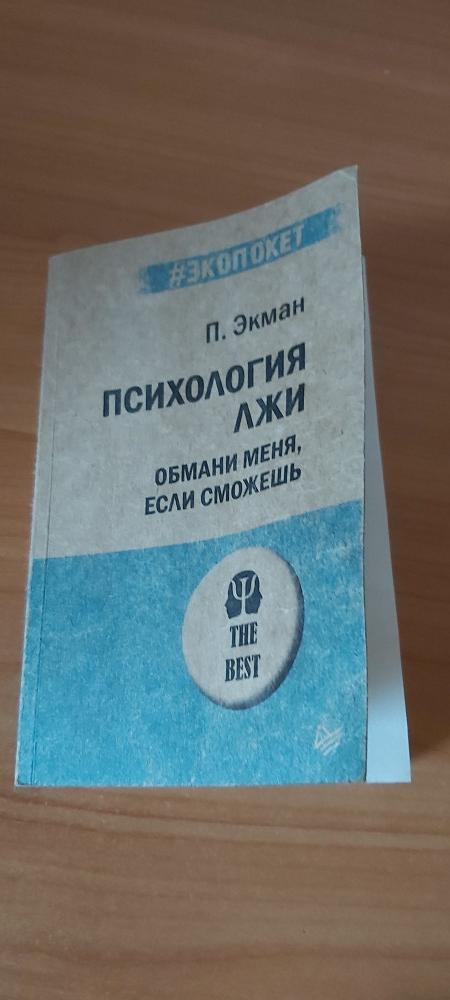 #ЭКОПОКЕТ
П. Экман
ПСИХОЛОГИЯ
ЛЖИ
ОБМАНИ МЕНЯ,
ЕСЛИ СМОЖЕШЬ
Ψ
THE
BEST